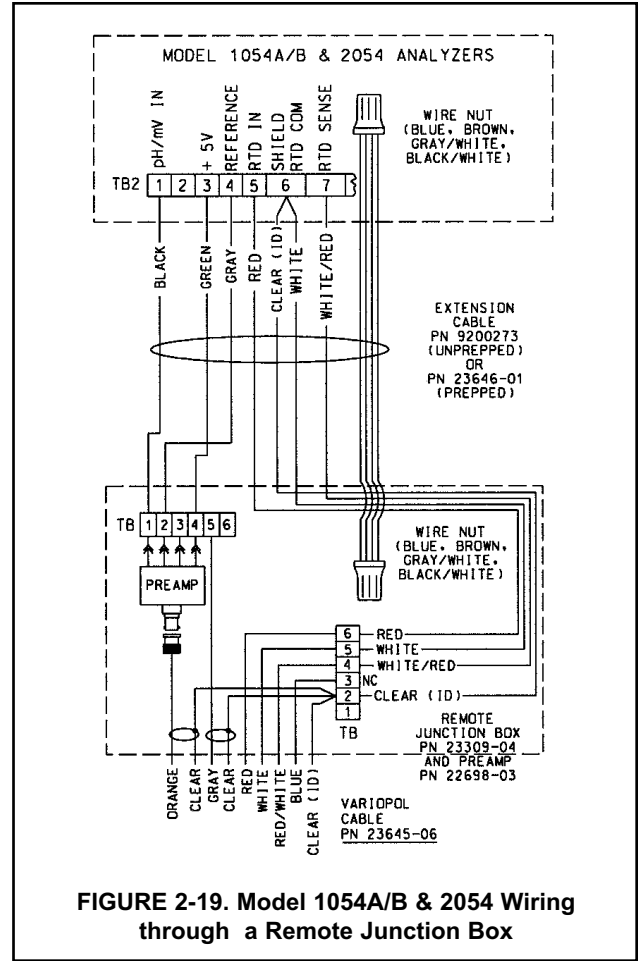 MODEL 1054A/B & 2054 ANALYZERS
pH/mV IN
+ 5V
REFERENCE
RTD IN
SHIELD
RTD COM
RTD SENSE
WIRE NUT
(BLUE, BROWN,
GRAY/WHITE,
BLACK/WHITE)
TB2 1 2 3 4 5 6 7
BLACK
GREEN
GRAY
RED
CLEAR (ID)
WHITE
WHITE/RED
EXTENSION
CABLE
PN 9200273
(UNPREPPED)
OR
PN 23646-01
(PREPPED)
TB 1 2 3 4 5 6
PREAMP
WIRE NUT
(BLUE, BROWN,
GRAY/WHITE,
BLACK/WHITE)
6 RED
5 WHITE
4 WHITE/RED
3 NC
2 CLEAR (ID)
1
TB
REMOTE
JUNCTION BOX
PN 23309-04
AND PREAMP
PN 22698-03
ORANGE
CLEAR
GRAY
CLEAR
RED
WHITE
RED/WHITE
BLUE
CLEAR (ID)
VARIOPOL
CABLE
PN 23645-06
FIGURE 2-19. Model 1054A/B & 2054 Wiring
through a Remote Junction Box